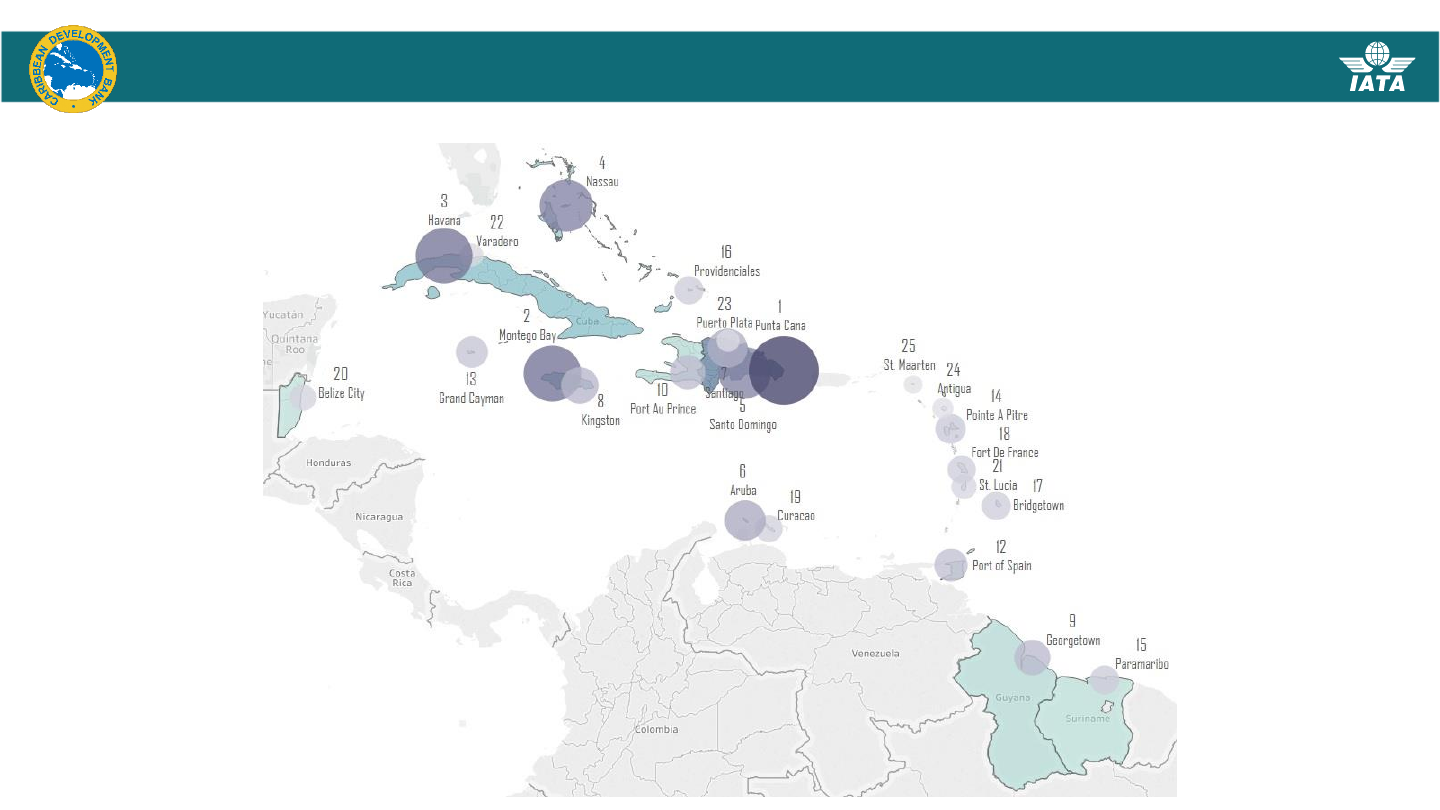 CARIBBEAN DEVELOPMENT BANK
IATA
4
Nassau
3
Havana
22
Varadero
16
Providenciales
23
Puerto Plata
1
Punta Cana
2
Montego Bay
Cuba
Yucatán
Quintana
Roo
25
St. Maarten
24
Antigua
20
Belize City
13
Grand Cayman
10
Port Au Prince
7
Santiago
5
Santo Domingo
8
Kingston
14
Pointe A Pitre
18
Fort De France
21
St. Lucia
17
Bridgetown
Honduras
6
Aruba
19
Curacao
Nicaragua
12
Port of Spain
Costa
Rica
9
Georgetown
15
Paramaribo
Venezuela
Guyana
Suriname
Colombia